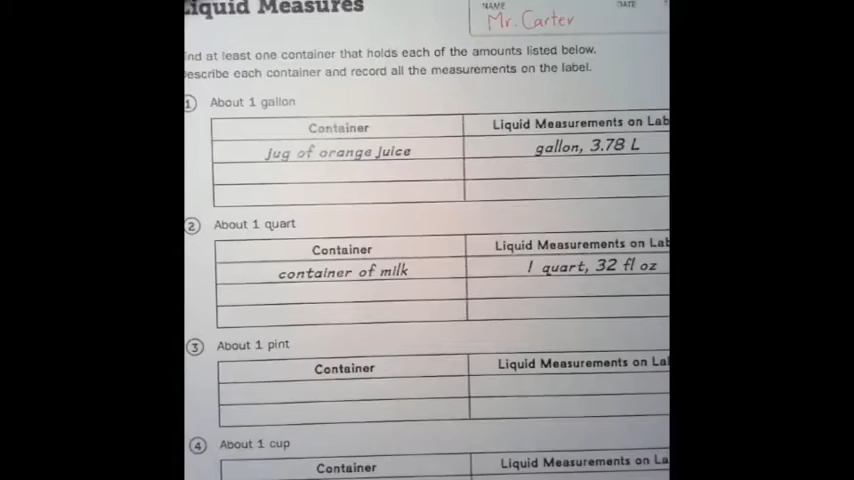 Liquid Measures
NAME
DATE
Mr. Carter
ind at least one container that holds each of the amounts listed below.
escribe each container and record all the measurements on the label.
1 About 1 gallon
Container Liquid Measurements on Lab
jug of orange juice gallon, 3.78 L
2 About 1 quart
Container Liquid Measurements on Lab
container of milk 1 quart, 32 fl oz
3 About 1 pint
Container Liquid Measurements on Lal
4 About 1 cup
Container Liquid Measurements on La